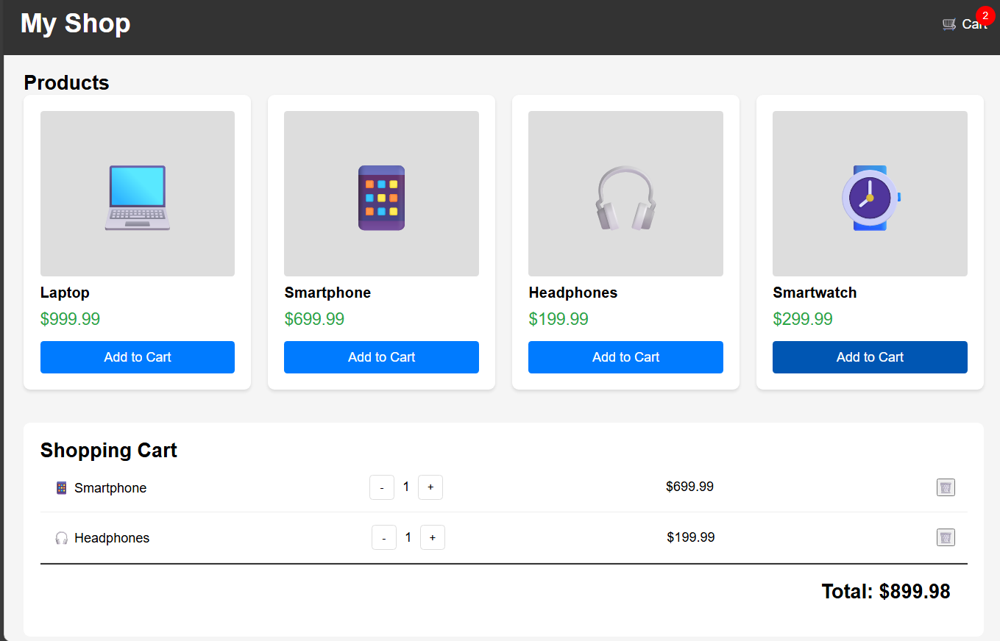 My Shop
Cart 2
Products
Laptop
$999.99
Add to Cart
Smartphone
$699.99
Add to Cart
Headphones
$199.99
Add to Cart
Smartwatch
$299.99
Add to Cart
Shopping Cart
Smartphone - 1 + $699.99
Headphones - 1 + $199.99
Total: $899.98